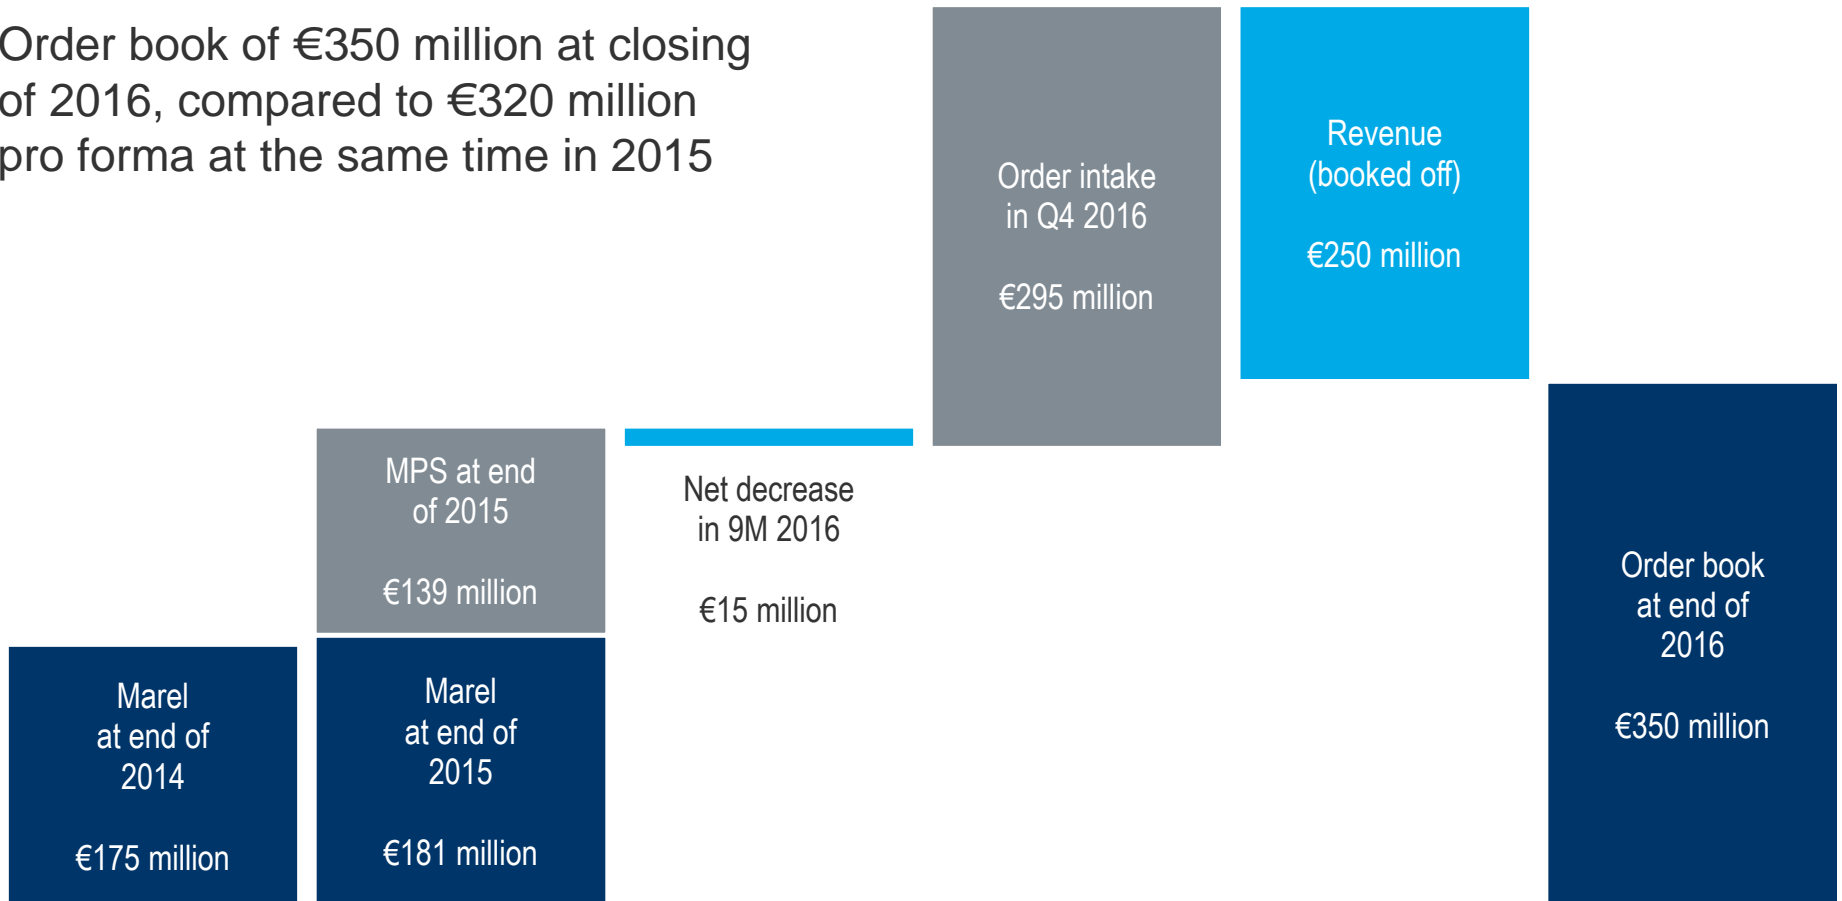 Order book of €350 million at closing
of 2016, compared to €320 million
pro forma at the same time in 2015
Marel
at end of
2014
€175 million
MPS at end
of 2015
€139 million
Marel
at end of
2015
€181 million
Net decrease
in 9M 2016
€15 million
Order intake
in Q4 2016
€295 million
Revenue
(booked off)
€250 million
Order book
at end of
2016
€350 million